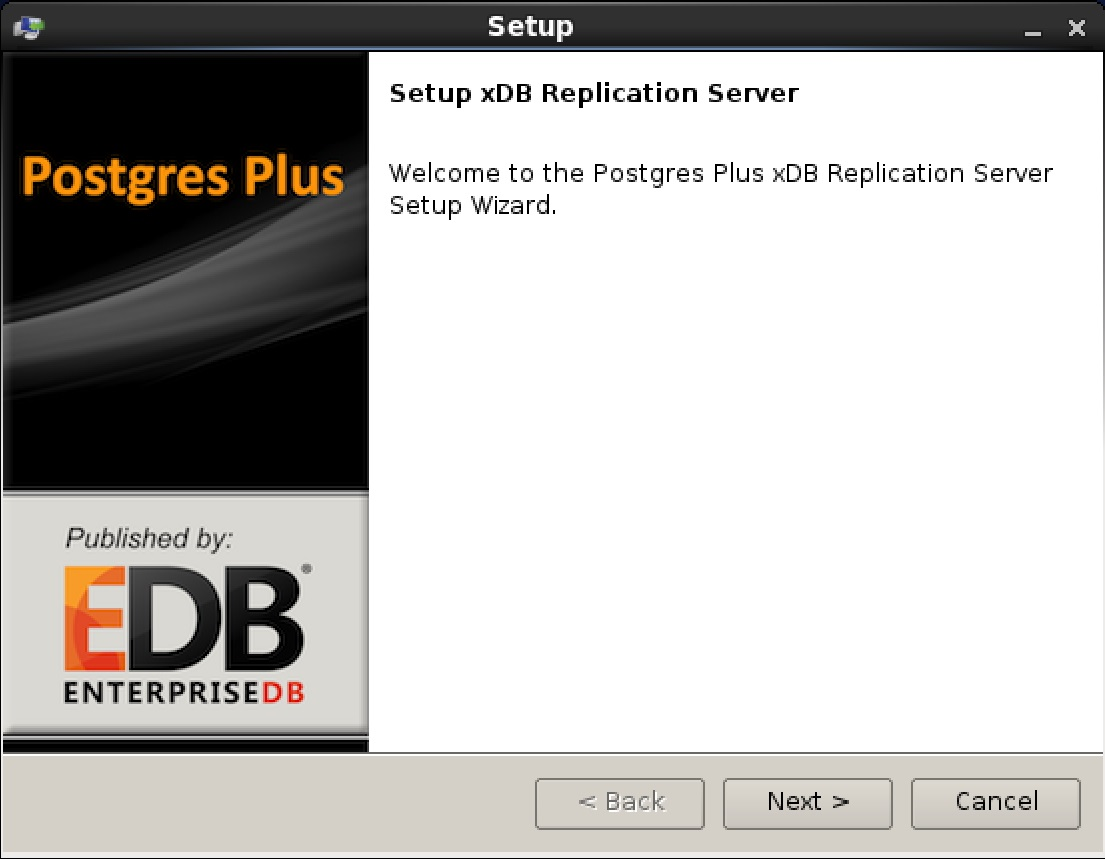 Setup
Postgres Plus
Published by:
EDB®
ENTERPRISEDB
Setup xDB Replication Server
Welcome to the Postgres Plus xDB Replication Server
Setup Wizard.
< Back
Next >
Cancel